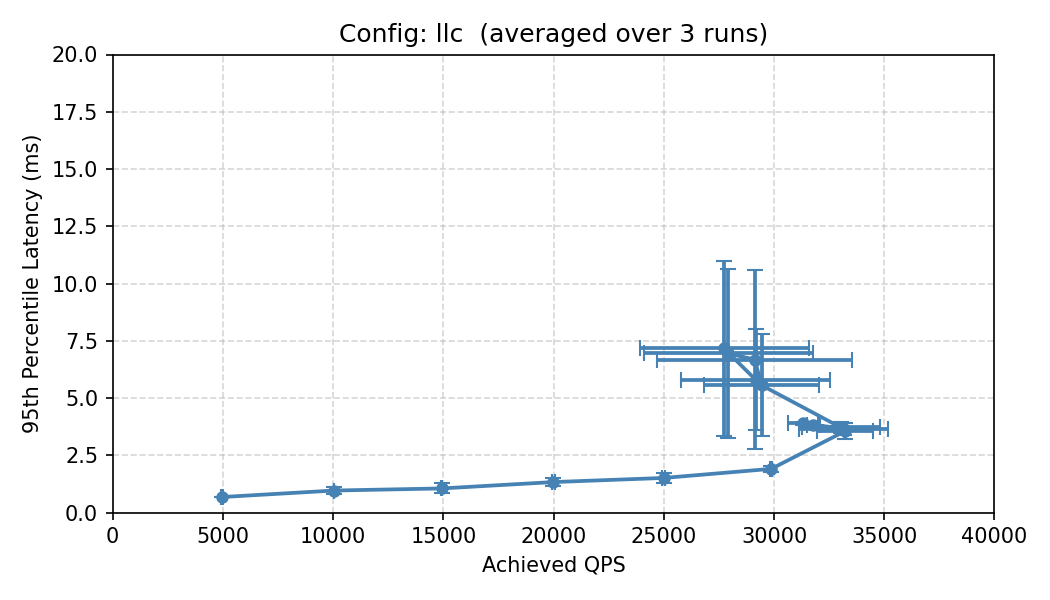 Config: llc  (averaged over 3 runs)
20.0
17.5
15.0
12.5
10.0
7.5
5.0
2.5
0.0
95th Percentile Latency (ms)
0 5000 10000 15000 20000 25000 30000 35000 40000
Achieved QPS